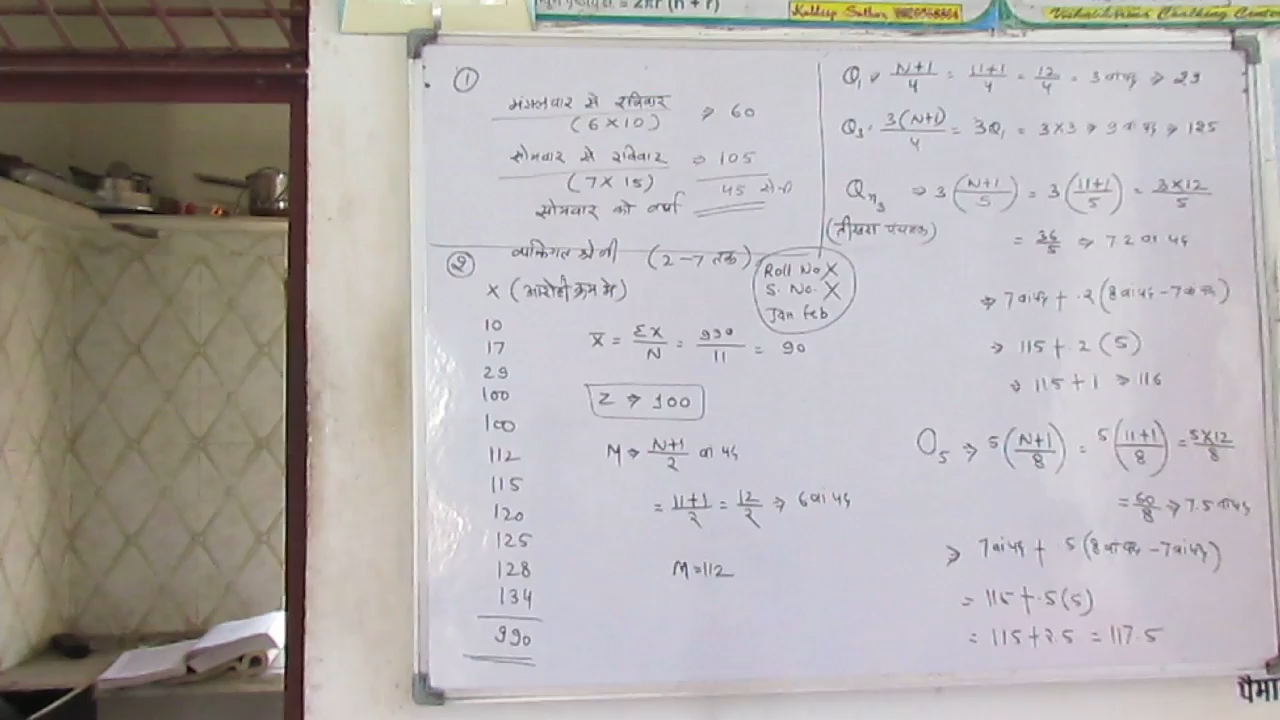 = 2πr (h + r)
①
मंगलवार से रविवार
(6×10) ⇒ 60
सोमवार से रविवार ⇒ 105
(7×15)
45 से.मी
सोमवार को वर्षा
② व्यक्तिगत श्रेणी (2-7 तक)
X (आरोही क्रम में)
Roll No X
S. No. X
Jan Feb
10
17
29
100
100
112
115
120
125
128
134
990
X̄ = ΣX/N = 990/11 = 90
Z ⇒ 100
M ⇒ N+1/2 वां पद
= 11+1/2 = 12/2 ⇒ 6 वां पद
M = 112
Q₁ ⇒ N+1/4 = 11+1/4 = 12/4 = 3 वां पद ⇒ 29
Q₃ ⇒ 3(N+1)/4 = 3Q₁ = 3×3 ⇒ 9 वां पद ⇒ 125
Qn₃ ⇒ 3(N+1/5) = 3(11+1/5) = 3×12/5
(तीसरा पंचमक)
= 36/5 ⇒ 7.2 वां पद
⇒ 7वां पद + .2 (8वां पद - 7वां पद)
⇒ 115 + .2 (5)
⇒ 115 + 1 ⇒ 116
O₅ ⇒ 5(N+1/8) = 5(11+1/8) = 5×12/8
= 60/8 ⇒ 7.5 वां पद
⇒ 7वां पद + .5 (8वां पद - 7वां पद)
= 115 + .5(5)
= 115 + 2.5 = 117.5
पैमा